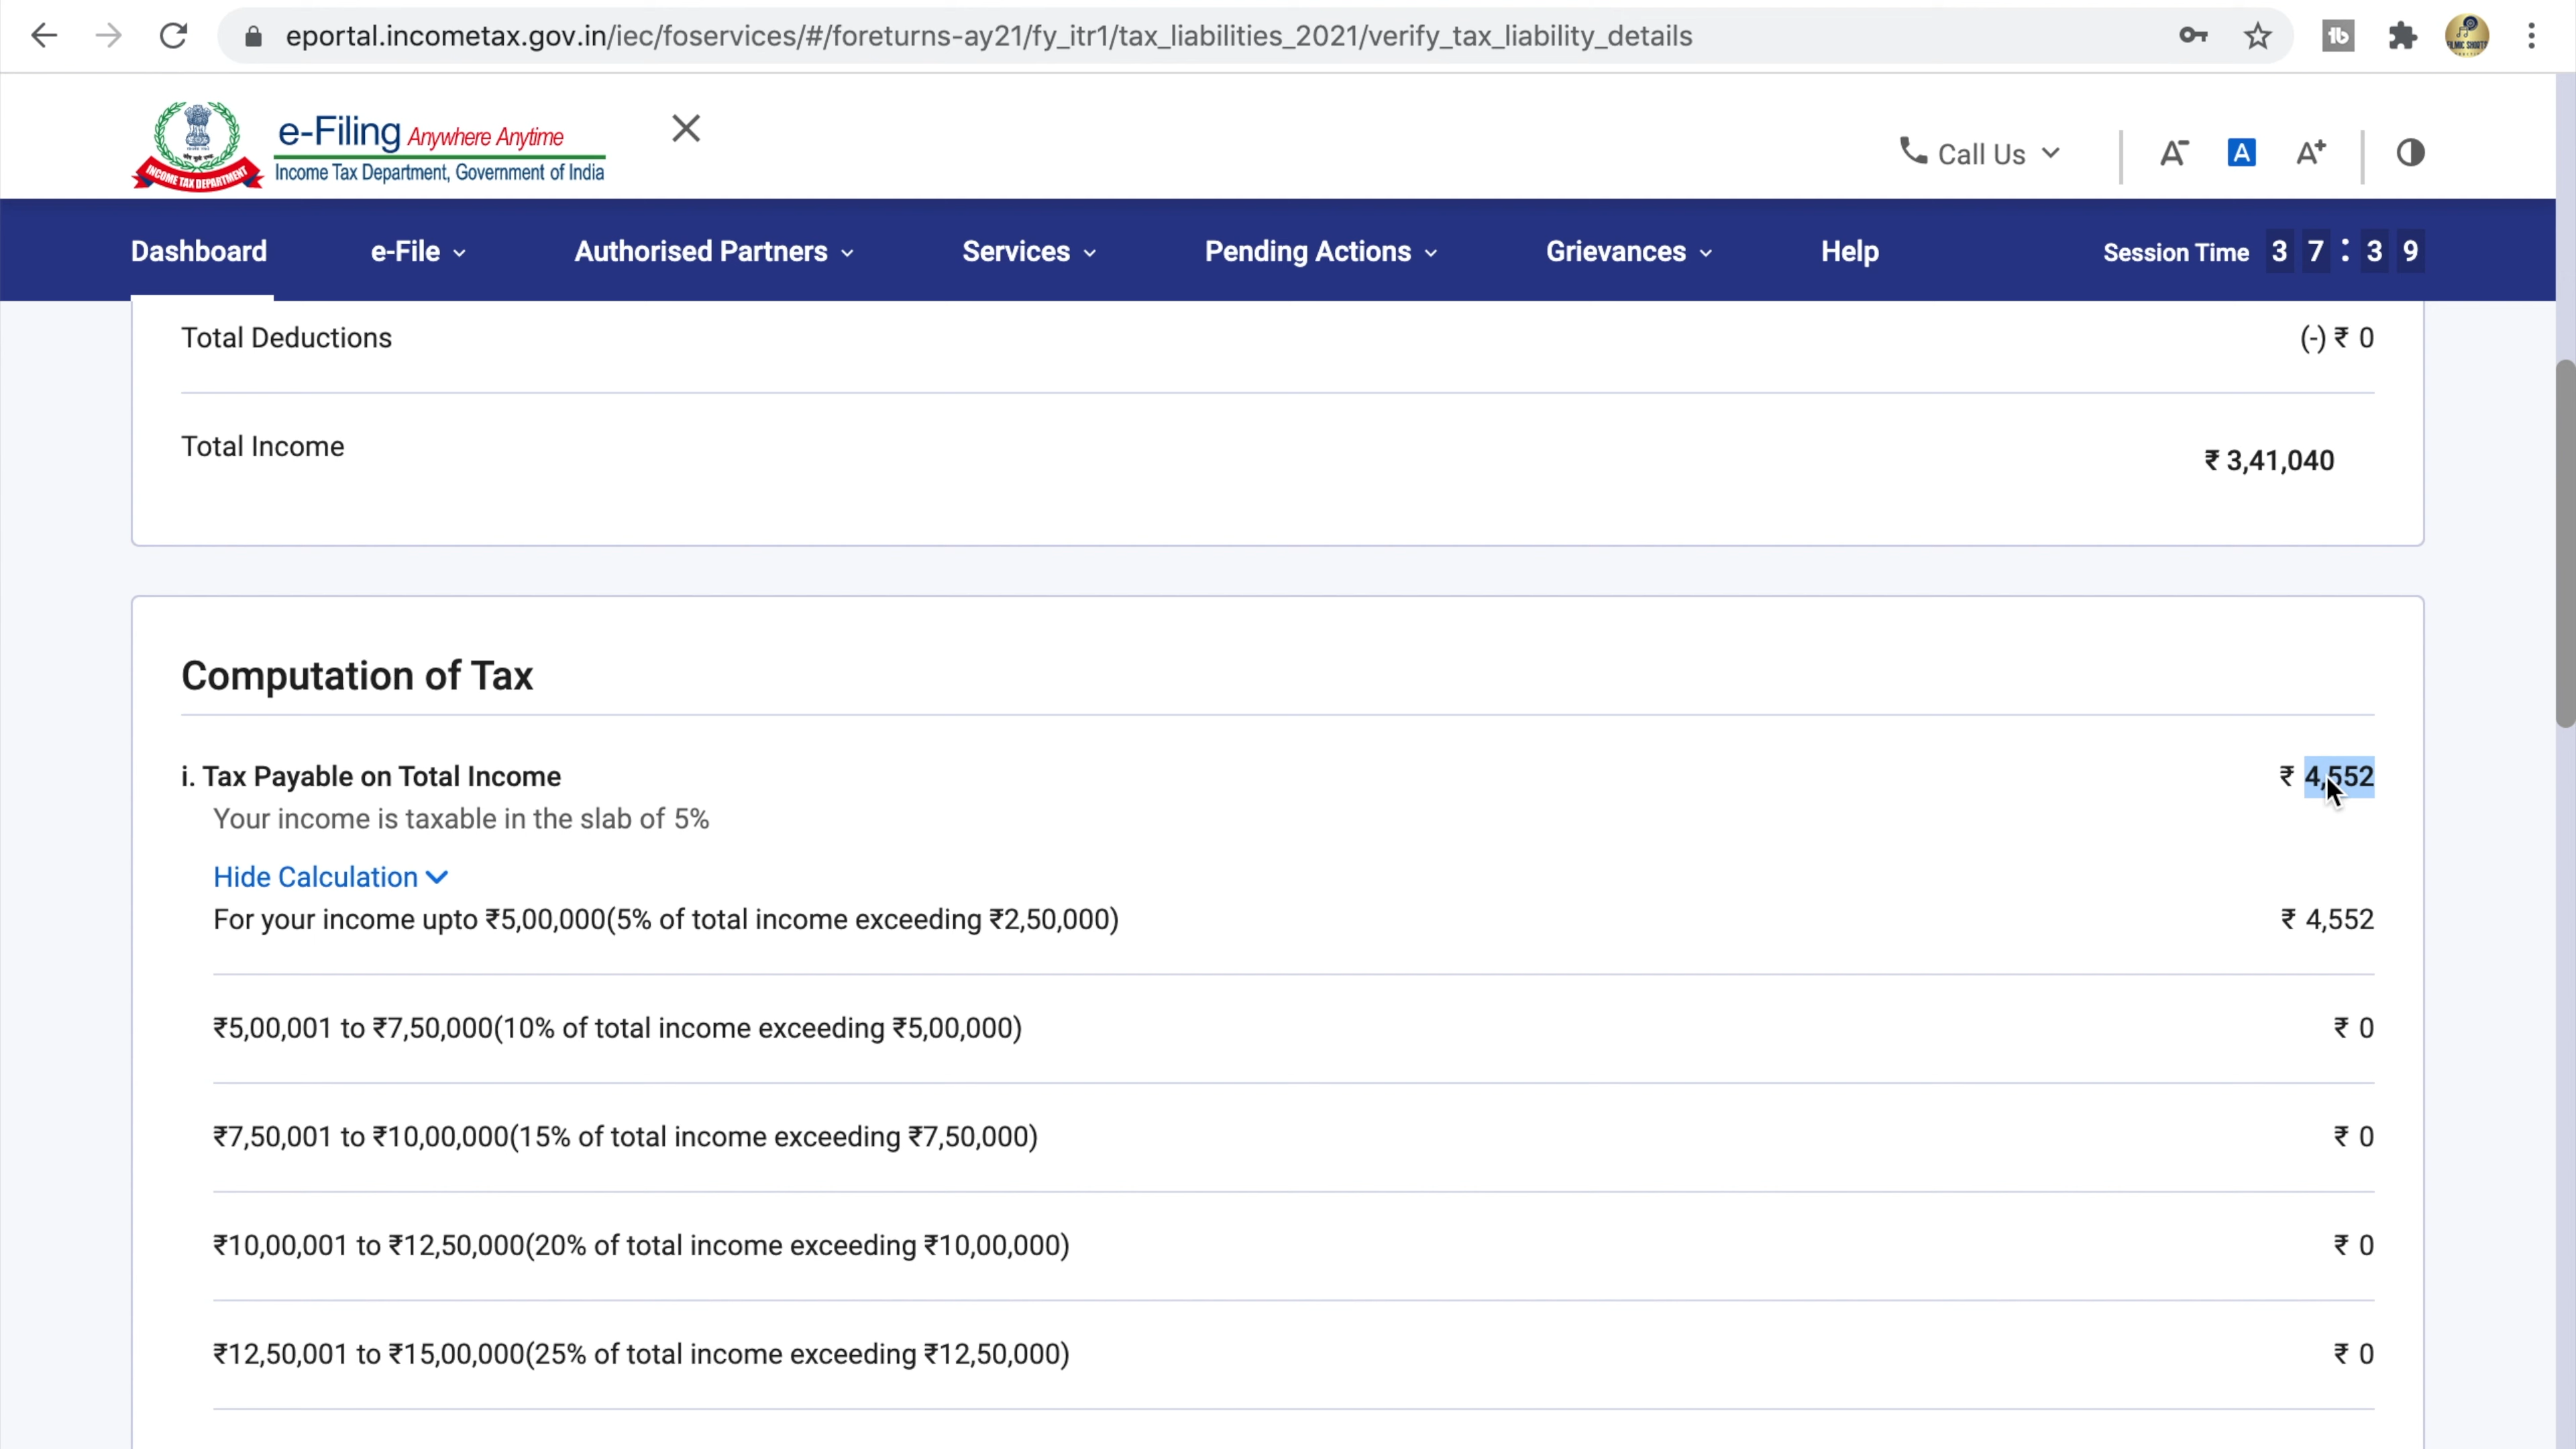 eportal.incometax.gov.in/iec/foservices/#/foreturns-ay21/fy_itr1/tax_liabilities_2021/verify_tax_liability_details
e-Filing Anywhere Anytime
Income Tax Department, Government of India
INCOME TAX DEPARTMENT
Call Us
A-
A
A+
Dashboard
e-File
Authorised Partners
Services
Pending Actions
Grievances
Help
Session Time 3 7 : 3 9
Total Deductions (-) ₹ 0
Total Income ₹ 3,41,040
Computation of Tax
i. Tax Payable on Total Income ₹ 4,552
Your income is taxable in the slab of 5%
Hide Calculation
For your income upto ₹5,00,000(5% of total income exceeding ₹2,50,000) ₹ 4,552
₹5,00,001 to ₹7,50,000(10% of total income exceeding ₹5,00,000) ₹ 0
₹7,50,001 to ₹10,00,000(15% of total income exceeding ₹7,50,000) ₹ 0
₹10,00,001 to ₹12,50,000(20% of total income exceeding ₹10,00,000) ₹ 0
₹12,50,001 to ₹15,00,000(25% of total income exceeding ₹12,50,000) ₹ 0